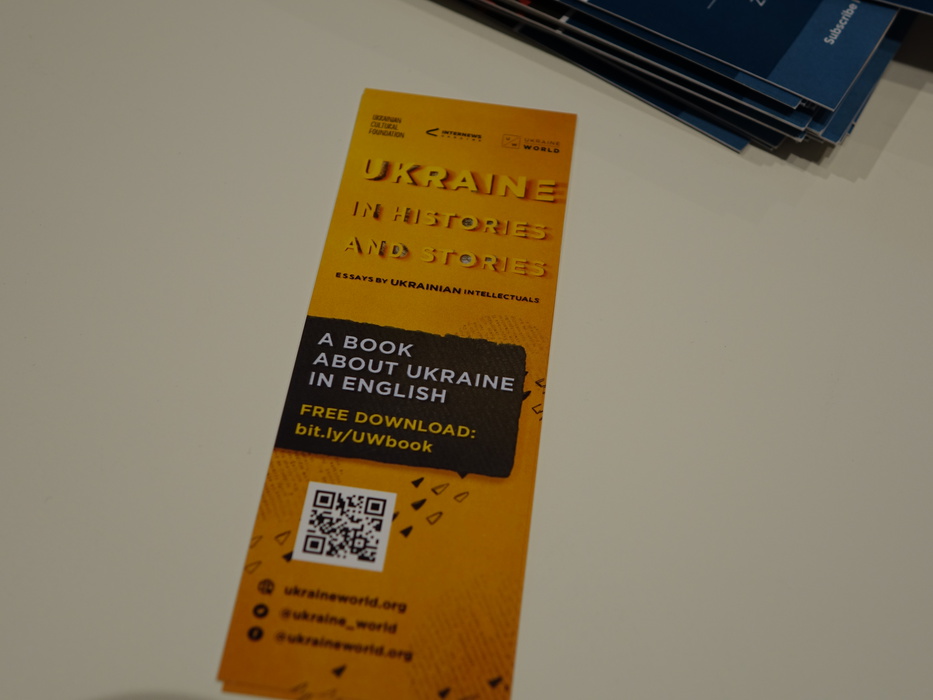 Subscribe
UKRAINIAN
CULTURAL
FOUNDATION
INTERNEWS
UKRAINE
UKRAINE
WORLD
UKRAINE
IN HISTORIES
AND STORIES
ESSAYS BY UKRAINIAN INTELLECTUALS
A BOOK
ABOUT UKRAINE
IN ENGLISH
FREE DOWNLOAD:
bit.ly/UWbook
ukraineworld.org
@ukraine_world
@ukraineworld.org